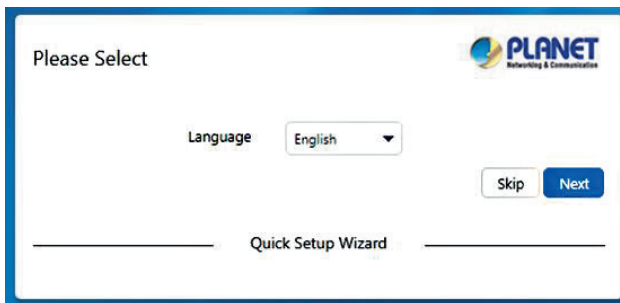 PLANET
Networking & Communication
Please Select
Language
English
Skip
Next
Quick Setup Wizard